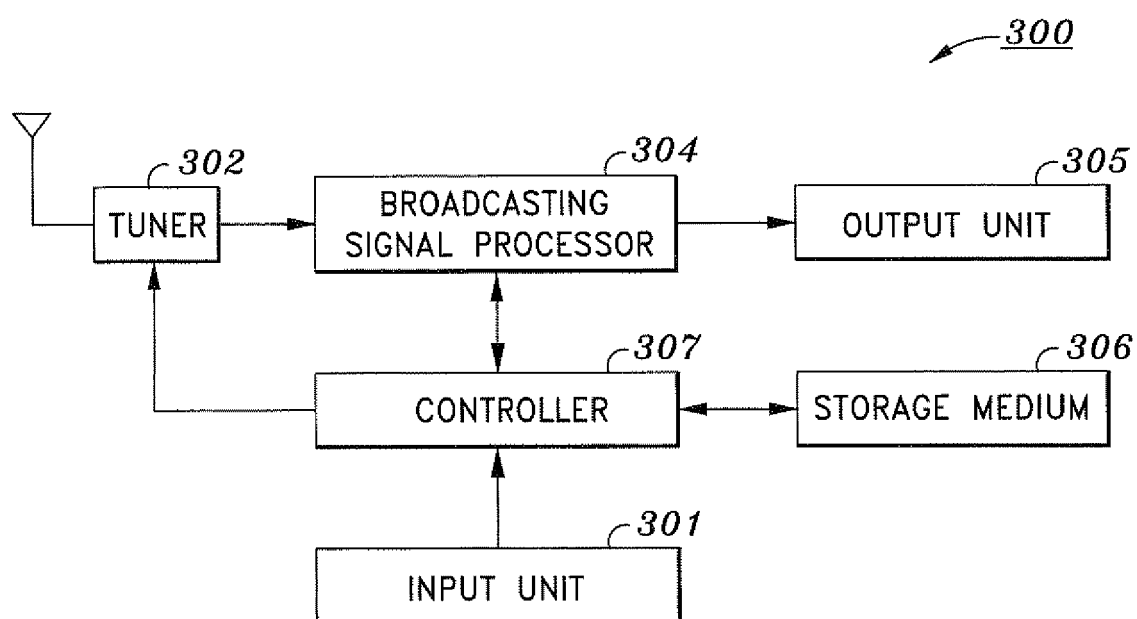 300
302
TUNER
304
BROADCASTING
SIGNAL PROCESSOR
305
OUTPUT UNIT
307
CONTROLLER
306
STORAGE MEDIUM
301
INPUT UNIT